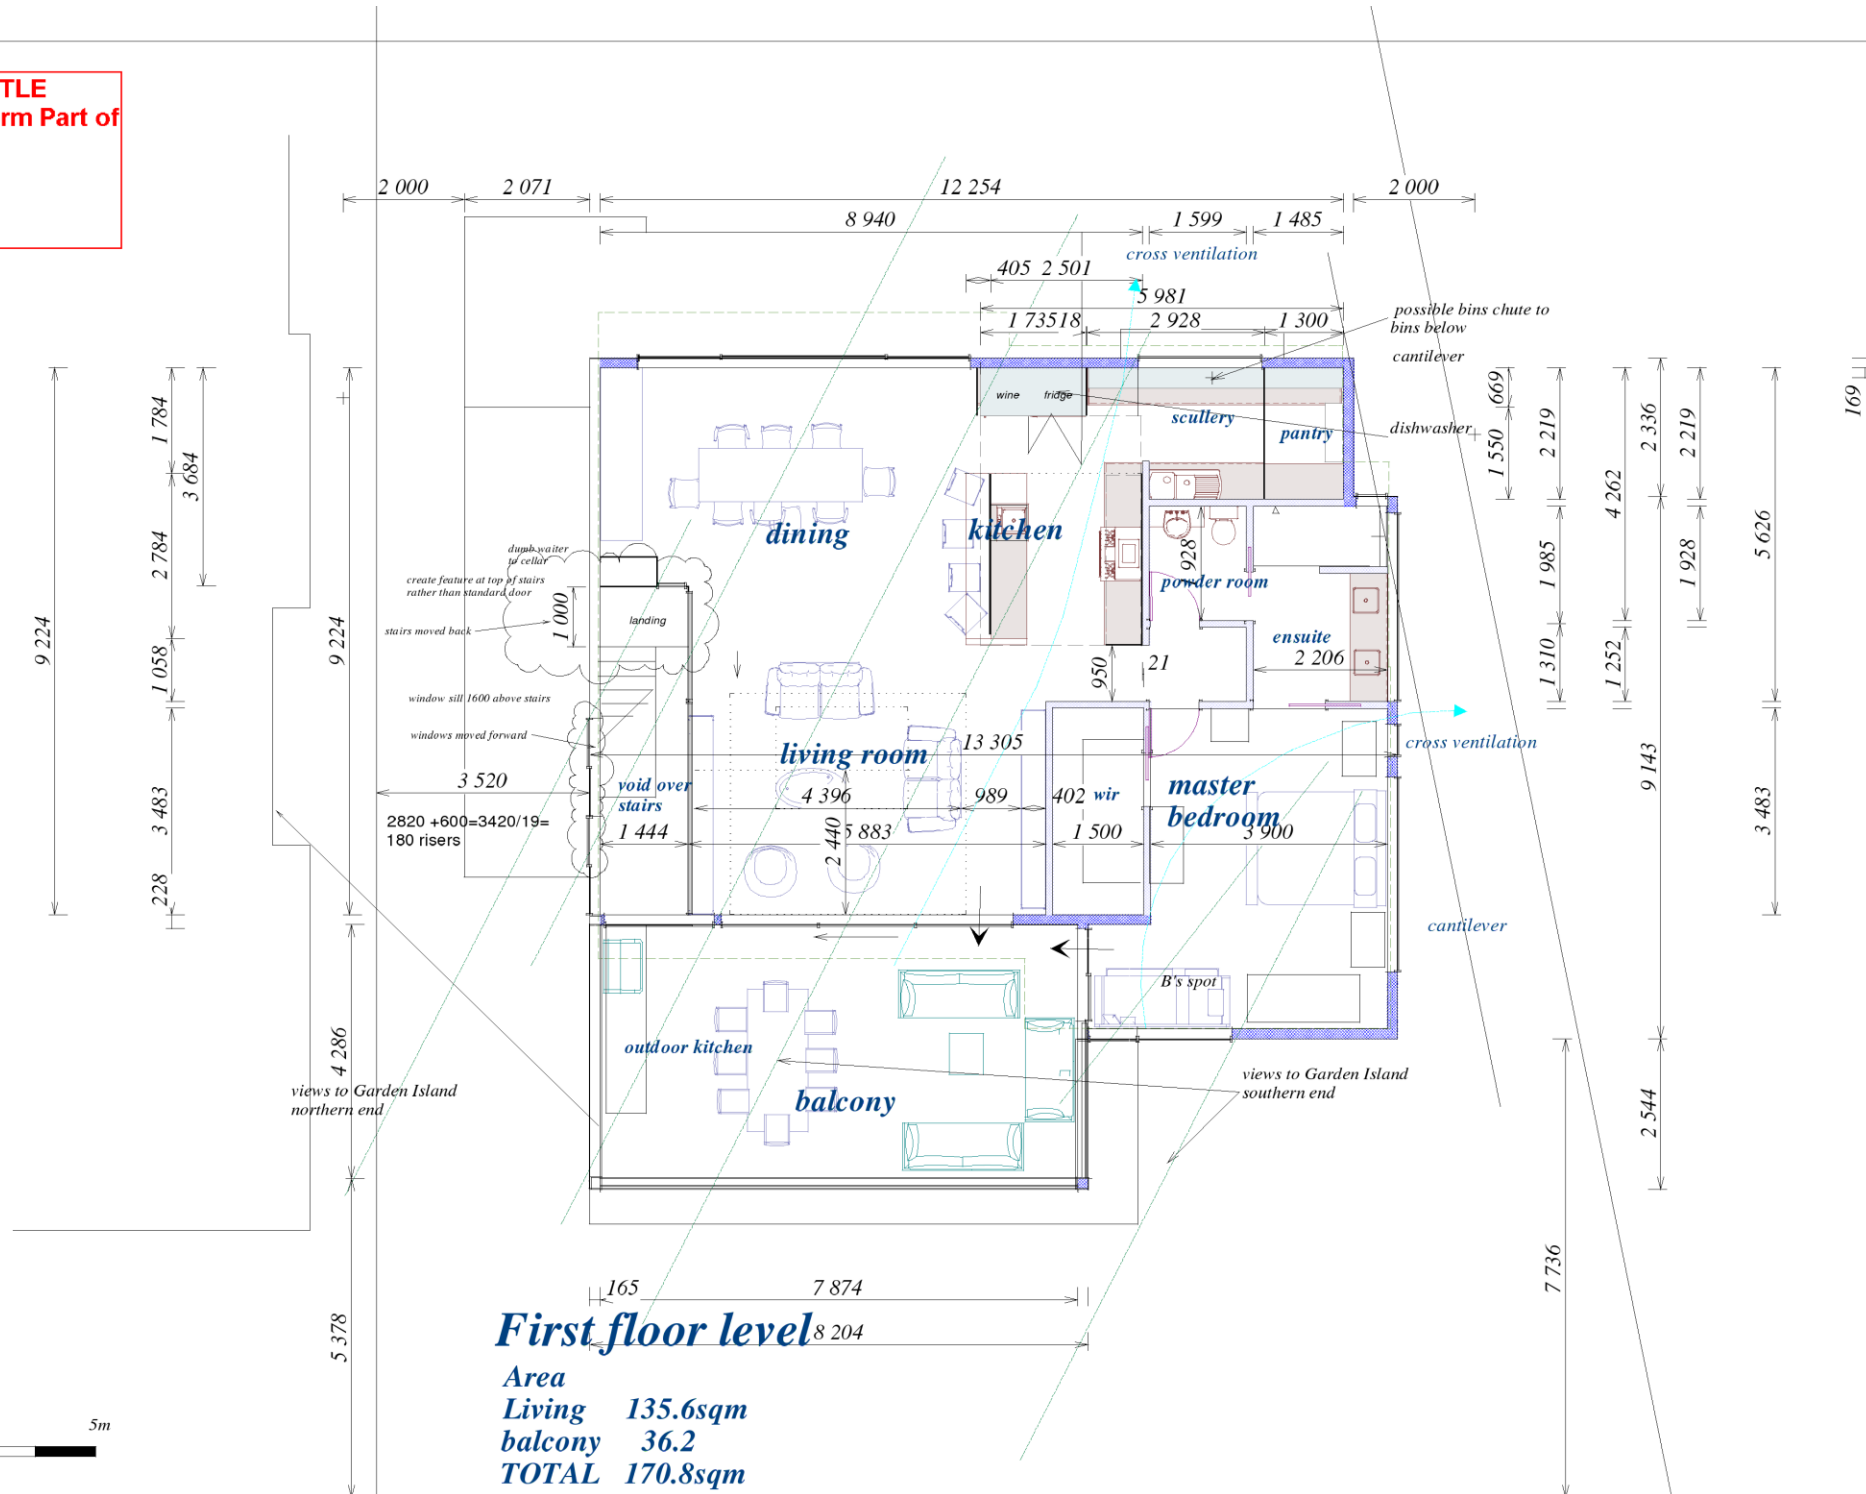 TLE
rm Part of
2 000
2 071
12 254
2 000
8 940
1 599
1 485
cross ventilation
405 2 501
5 981
1 73518
2 928
1 300
possible bins chute to
bins below
cantilever
wine
fridge
scullery
pantry
dishwasher
669
1 550
2 219
4 262
2 336
2 219
169
1 784
3 684
2 784
9 224
9 224
1 058
3 483
228
dining
kitchen
dumb waiter
to cellar
create feature at top of stairs
rather than standard door
stairs moved back
1 000
landing
928
powder room
ensuite
2 206
950
21
1 985
1 310
1 252
1 928
5 626
window sill 1600 above stairs
windows moved forward
3 520
2820 +600=3420/19=
180 risers
void over
stairs
1 444
living room
13 305
4 396
989
402
wir
5 883
2 440
1 500
master
bedroom
3 900
cross ventilation
9 143
3 483
cantilever
B's spot
outdoor kitchen
balcony
4 286
views to Garden Island
northern end
views to Garden Island
southern end
2 544
7 736
5 378
165
7 874
8 204
First floor level
Area
Living 135.6sqm
balcony 36.2
TOTAL 170.8sqm
5m